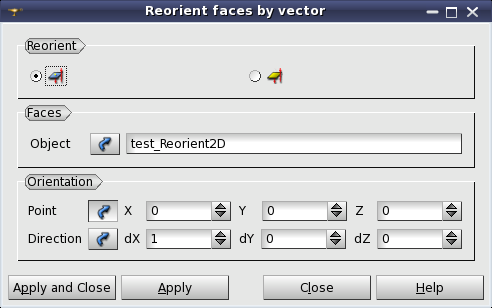 Reorient faces by vector
Reorient
Faces
Object test_Reorient2D
Orientation
Point X 0 Y 0 Z 0
Direction dX 1 dY 0 dZ 0
Apply and Close Apply Close Help